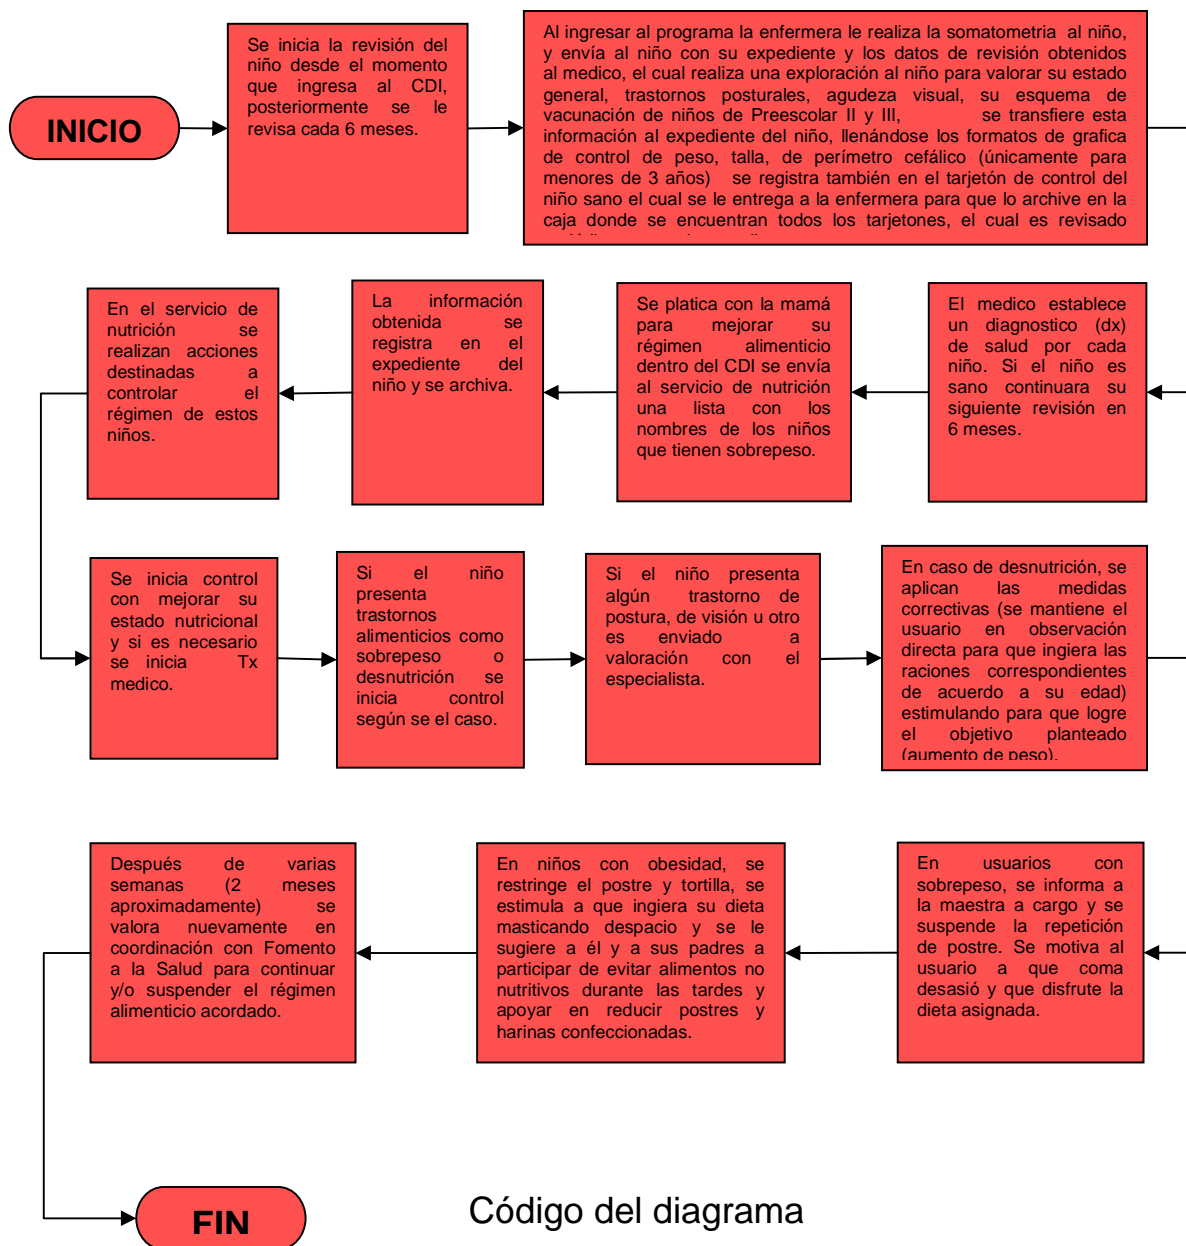 INICIO
Se inicia la revisión del
niño desde el momento
que ingresa al CDI,
posteriormente se le
revisa cada 6 meses.
Al ingresar al programa la enfermera le realiza la somatometria al niño,
y envía al niño con su expediente y los datos de revisión obtenidos
al medico, el cual realiza una exploración al niño para valorar su estado
general, trastornos posturales, agudeza visual, su esquema de
vacunación de niños de Preescolar II y III, se transfiere esta
información al expediente del niño, llenándose los formatos de grafica
de control de peso, talla, de perímetro cefálico (únicamente para
menores de 3 años) se registra también en el tarjetón de control del
niño sano el cual se le entrega a la enfermera para que lo archive en la
caja donde se encuentran todos los tarjetones, el cual es revisado
El medico establece
un diagnostico (dx)
de salud por cada
niño. Si el niño es
sano continuara su
siguiente revisión en
6 meses.
Se platica con la mamá
para mejorar su
régimen alimenticio
dentro del CDI se envía
al servicio de nutrición
una lista con los
nombres de los niños
que tienen sobrepeso.
La información
obtenida se
registra en el
expediente del
niño y se archiva.
En el servicio de
nutrición se
realizan acciones
destinadas a
controlar el
régimen de estos
niños.
Se inicia control
con mejorar su
estado nutricional
y si es necesario
se inicia Tx
medico.
Si el niño
presenta
trastornos
alimenticios como
sobrepeso o
desnutrición se
inicia control
según se el caso.
Si el niño presenta
algún trastorno de
postura, de visión u otro
es enviado a
valoración con el
especialista.
En caso de desnutrición, se
aplican las medidas
correctivas (se mantiene el
usuario en observación
directa para que ingiera las
raciones correspondientes
de acuerdo a su edad)
estimulando para que logre
el objetivo planteado
(aumento de peso).
En usuarios con
sobrepeso, se informa a
la maestra a cargo y se
suspende la repetición
de postre. Se motiva al
usuario a que coma
desasió y que disfrute la
dieta asignada.
En niños con obesidad, se
restringe el postre y tortilla, se
estimula a que ingiera su dieta
masticando despacio y se le
sugiere a él y a sus padres a
participar de evitar alimentos no
nutritivos durante las tardes y
apoyar en reducir postres y
harinas confeccionadas.
Después de varias
semanas (2 meses
aproximadamente) se
valora nuevamente en
coordinación con Fomento
a la Salud para continuar
y/o suspender el régimen
alimenticio acordado.
FIN
Código del diagrama